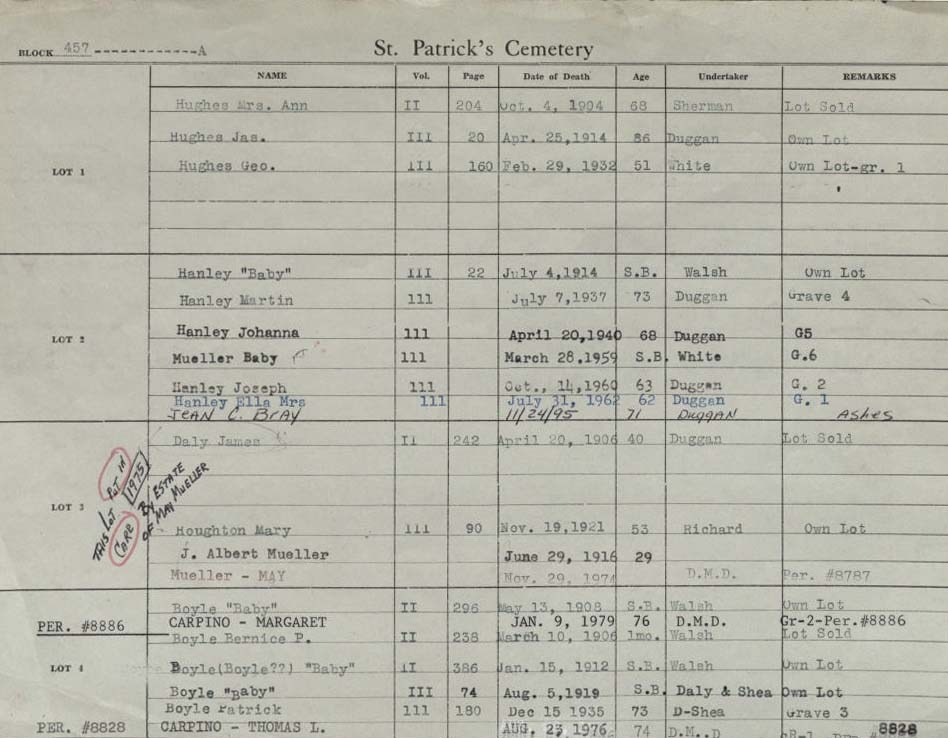 BLOCK 457 - - - - - - - - - - - - -A St. Patrick's Cemetery
NAME Vol. Page Date of Death Age Undertaker REMARKS
Hughes Mrs. Ann II 204 Oct. 4, 1904 68 Sherman Lot Sold
Hughes Jas. III 20 Apr. 25,1914 86 Duggan Own Lot
LOT 1 Hughes Geo. III 160 Feb. 29, 1932 51 White Own Lot-gr. 1
Hanley "Baby" III 22 July 4,1914 S.B. Walsh Own Lot
Hanley Martin 111 July 7,1937 73 Duggan Grave 4
LOT 2 Hanley Johanna 111 April 20,1940 68 Duggan G5
Mueller Baby 111 March 28,1959 S.B. White G.6
Hanley Joseph 111 Oct., 14,1960 63 Duggan G. 2
Hanley Ella Mrs 111 July 31, 1962 62 Duggan G. 1
JEAN C. BRAY 11/24/95 71 DUGGAN ASHES
Daly James II 242 April 20, 1906 40 Duggan Lot Sold
LOT 3
THIS LOT PUT IN
CARE 1975
BY ESTATE
OF MAY MUELLER
Houghton Mary III 90 Nov. 19,1921 53 Richard Own Lot
J. Albert Mueller June 29, 1916 29
Mueller - MAY Nov. 29, 1974 D.M.D. Per. #8787
Boyle "Baby" II 296 May 13, 1908 S.B. Walsh Own Lot
PER. #8886 CARPINO - MARGARET JAN. 9, 1979 76 D.M.D. Gr-2-Per.#8886
Boyle Bernice P. II 238 March 10, 1906 1mo. Walsh Lot Sold
LOT 4 Boyle(Boyle??) "Baby" II 386 Jan. 15, 1912 S.B. Walsh Own Lot
Boyle "Baby" III 74 Aug. 5,1919 S.B. Daly & Shea Own Lot
Boyle Patrick 111 180 Dec 15 1935 73 D-Shea Grave 3
PER. #8828 CARPINO - THOMAS L. AUG. 23 1976 74 D.M..D 8828